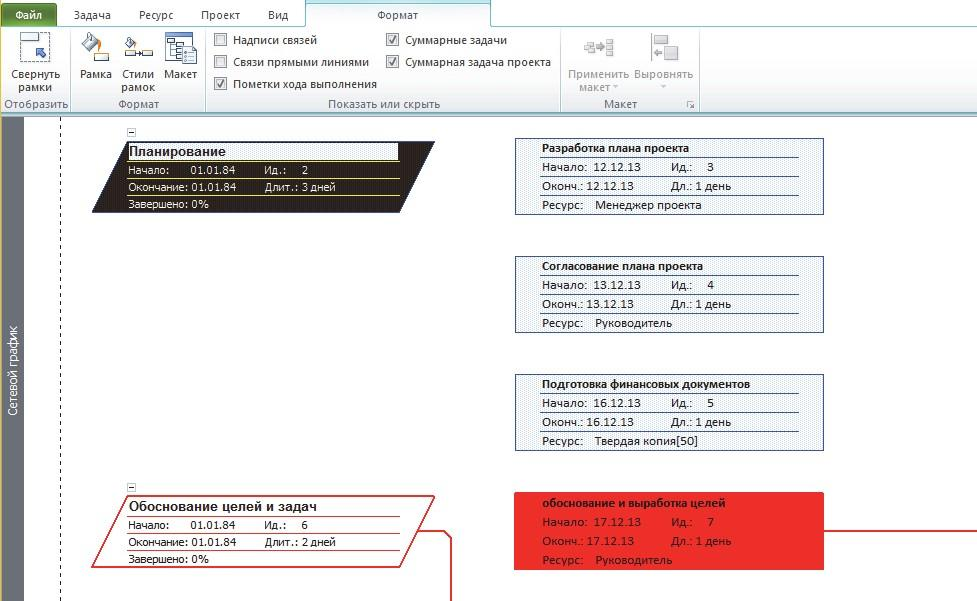 Файл Задача Ресурс Проект Вид Формат
Свернуть рамки
Рамка
Стили рамок
Макет
Надписи связей
Связи прямыми линиями
Пометки хода выполнения
Суммарные задачи
Суммарная задача проекта
Применить макет
Выровнять
Отобразить Формат Показать или скрыть Макет
Сетевой график
Планирование
Начало: 01.01.84 Ид.: 2
Окончание: 01.01.84 Длит.: 3 дней
Завершено: 0%
Разработка плана проекта
Начало: 12.12.13 Ид.: 3
Оконч.: 12.12.13 Дл.: 1 день
Ресурс: Менеджер проекта
Согласование плана проекта
Начало: 13.12.13 Ид.: 4
Оконч.: 13.12.13 Дл.: 1 день
Ресурс: Руководитель
Подготовка финансовых документов
Начало: 16.12.13 Ид.: 5
Оконч.: 16.12.13 Дл.: 1 день
Ресурс: Твердая копия[50]
Обоснование целей и задач
Начало: 01.01.84 Ид.: 6
Окончание: 01.01.84 Длит.: 2 дней
Завершено: 0%
обоснование и выработка целей
Начало: 17.12.13 Ид.: 7
Оконч.: 17.12.13 Дл.: 1 день
Ресурс: Руководитель